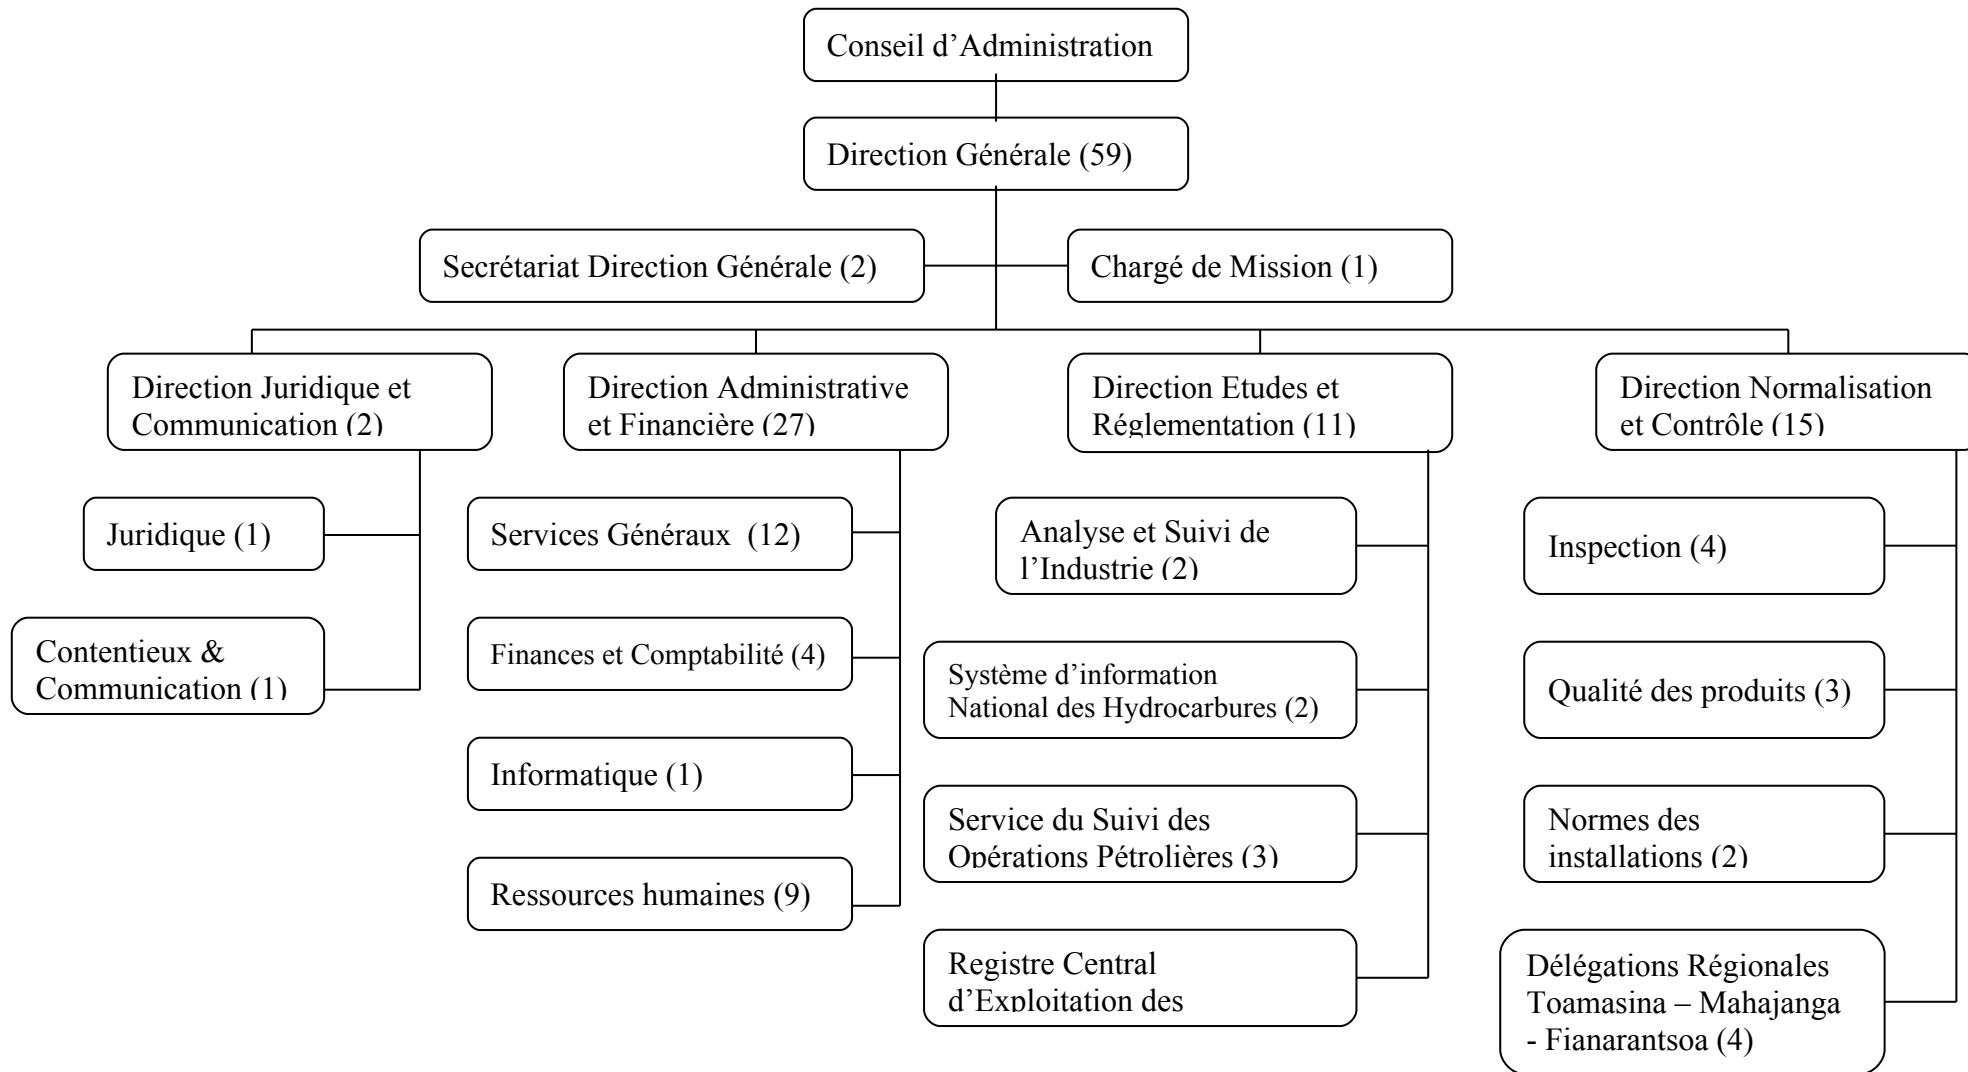 Conseil d’Administration
Direction Générale (59)
Secrétariat Direction Générale (2)
Chargé de Mission (1)
Direction Juridique et
Communication (2)
Direction Administrative
et Financière (27)
Direction Etudes et
Réglementation (11)
Direction Normalisation
et Contrôle (15)
Juridique (1)
Contentieux &
Communication (1)
Services Généraux (12)
Finances et Comptabilité (4)
Informatique (1)
Ressources humaines (9)
Analyse et Suivi de
l’Industrie (2)
Système d’information
National des Hydrocarbures (2)
Service du Suivi des
Opérations Pétrolières (3)
Registre Central
d’Exploitation des
Inspection (4)
Qualité des produits (3)
Normes des
installations (2)
Délégations Régionales
Toamasina – Mahajanga
- Fianarantsoa (4)